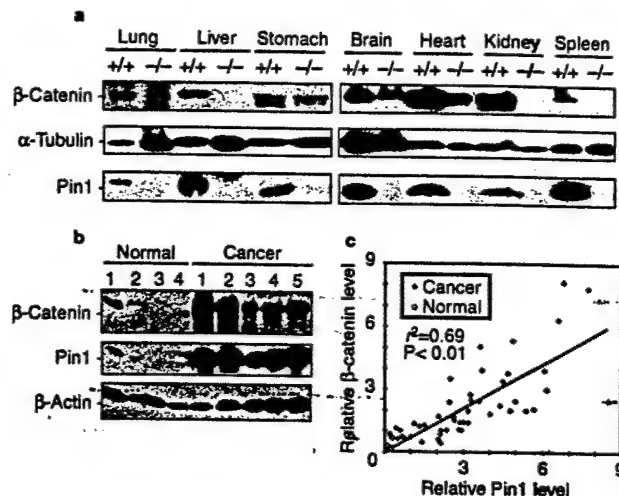 a
Lung Liver Stomach Brain Heart Kidney Spleen
+/+ -/- +/+ -/- +/+ -/- +/+ -/- +/+ -/- +/+ -/- +/+ -/-
β-Catenin
α-Tubulin
Pin1
b
Normal Cancer
1 2 3 4 1 2 3 4 5
β-Catenin
Pin1
β-Actin
c
9
6
3
0
Relative β-catenin level
Cancer
Normal
r²=0.69
P< 0.01
3 6 9
Relative Pin1 level